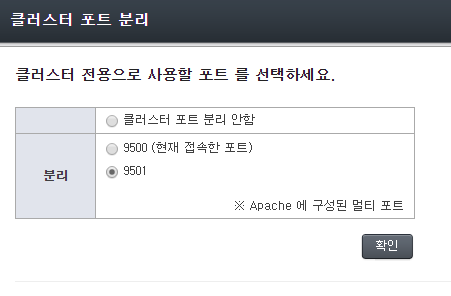 클러스터 포트 분리
클러스터 전용으로 사용할 포트 를 선택하세요.
클러스터 포트 분리 안함
분리
9500 (현재 접속한 포트)
9501
※ Apache 에 구성된 멀티 포트
확인